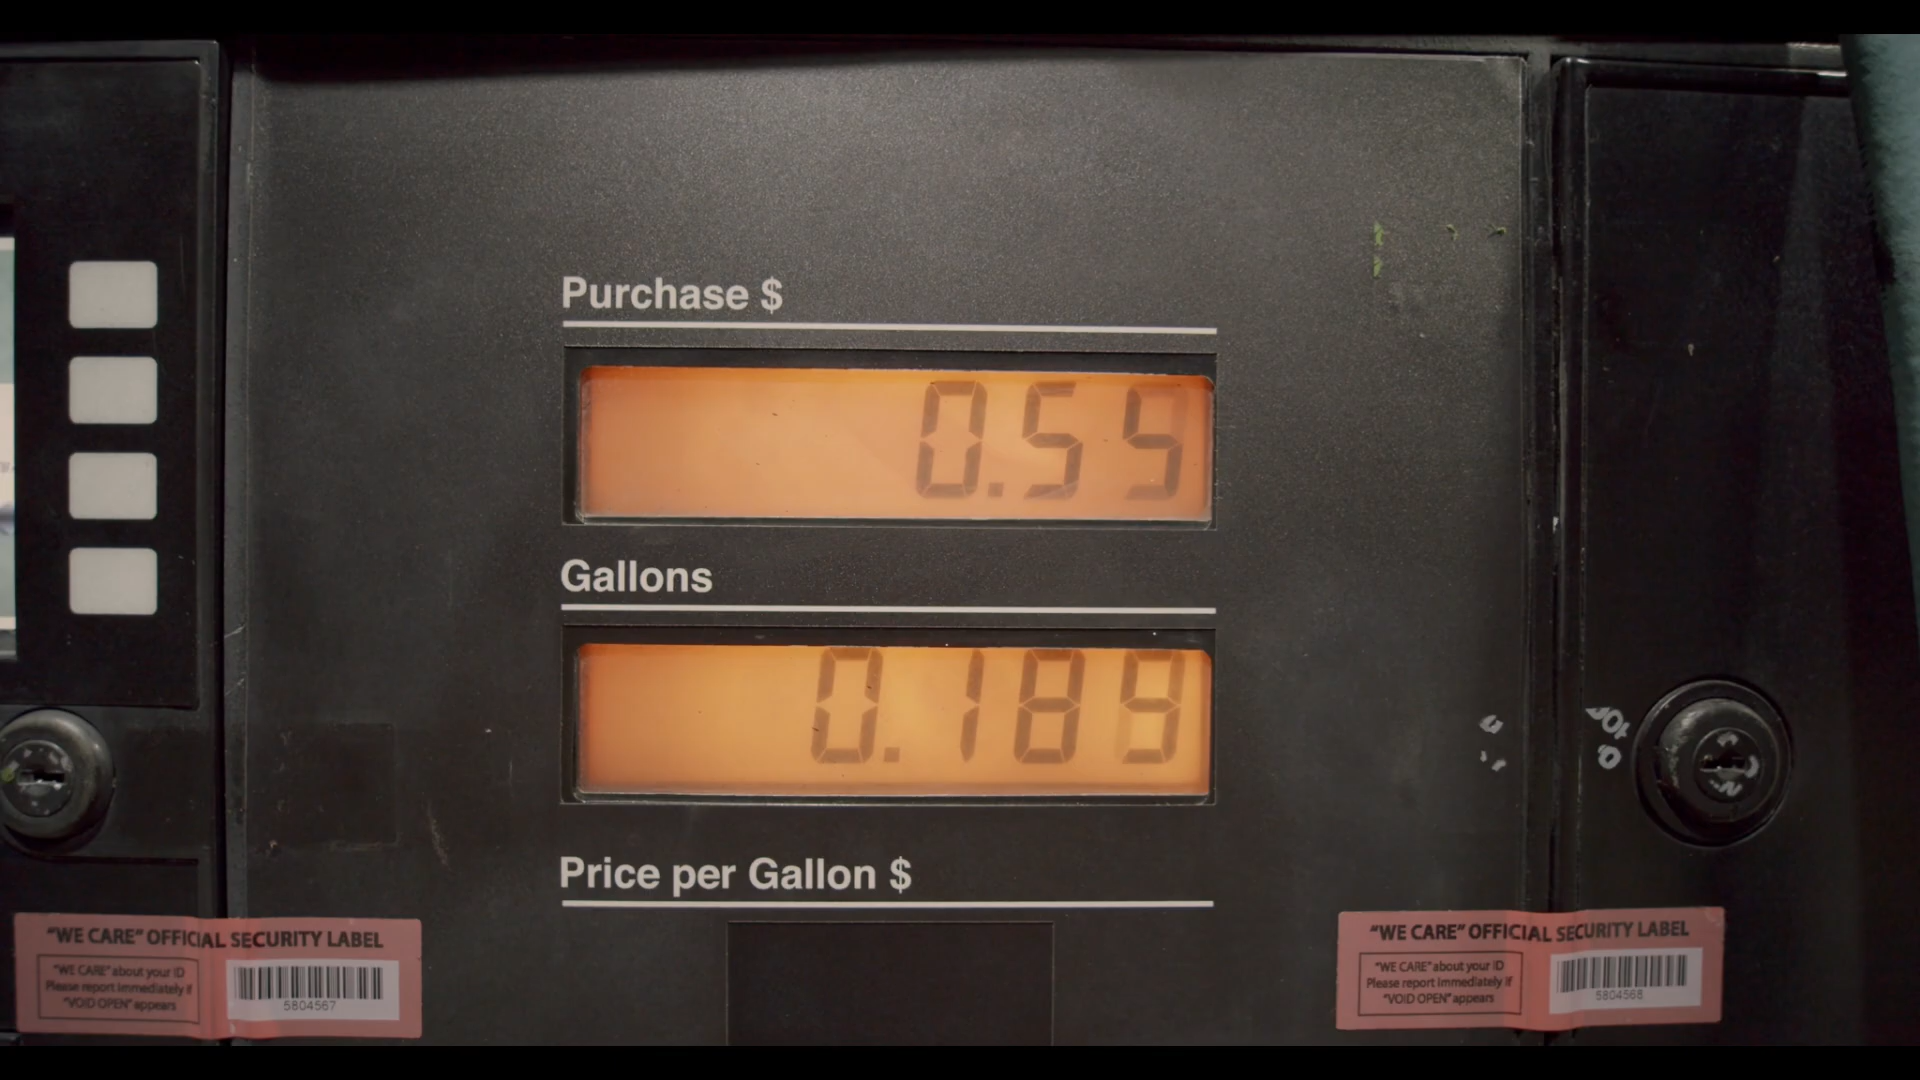 Purchase $
0.55
Gallons
0.189
Price per Gallon $
"WE CARE" OFFICIAL SECURITY LABEL
"WE CARE" about your ID
Please report immediately if
"VOID OPEN" appears
5804567
"WE CARE" OFFICIAL SECURITY LABEL
"WE CARE" about your ID
Please report immediately if
"VOID OPEN" appears
5804568